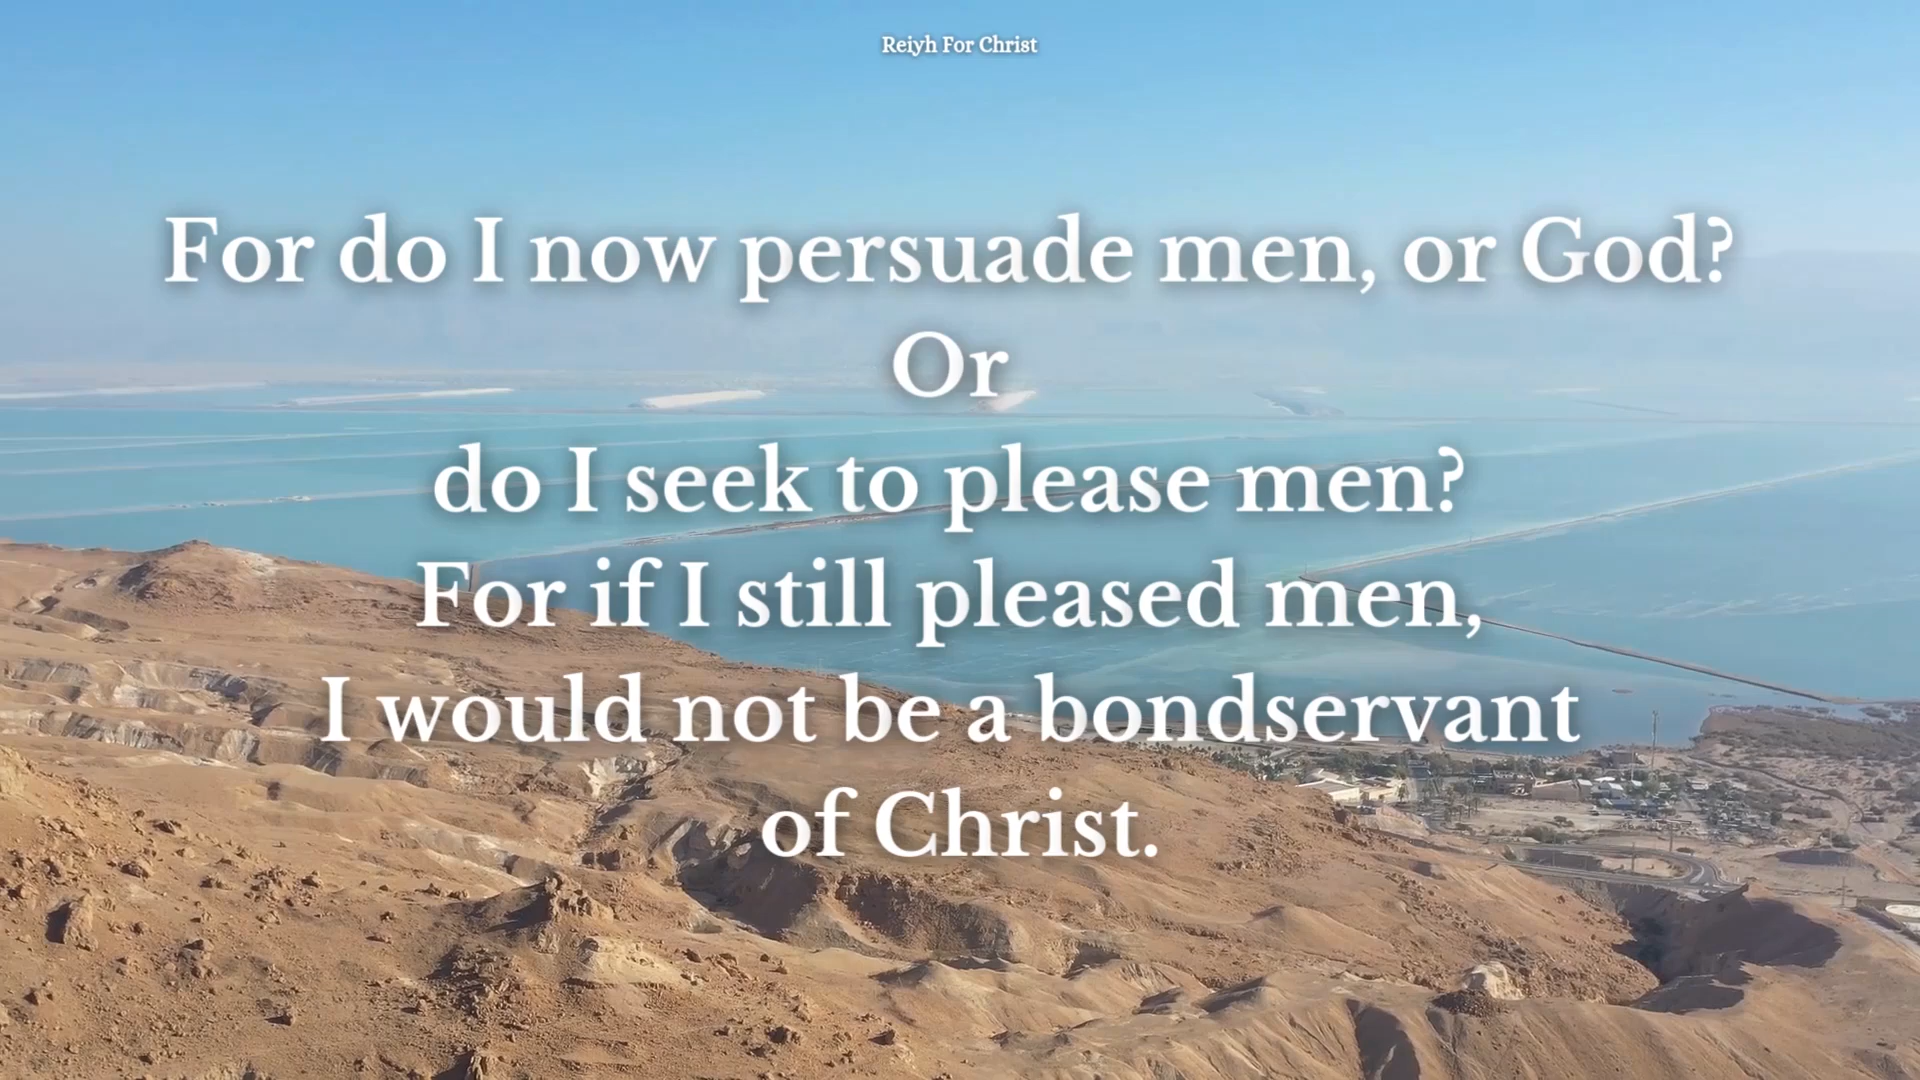 Reiyh For Christ
For do I now persuade men, or God?
Or
do I seek to please men?
For if I still pleased men,
I would not be a bondservant
of Christ.